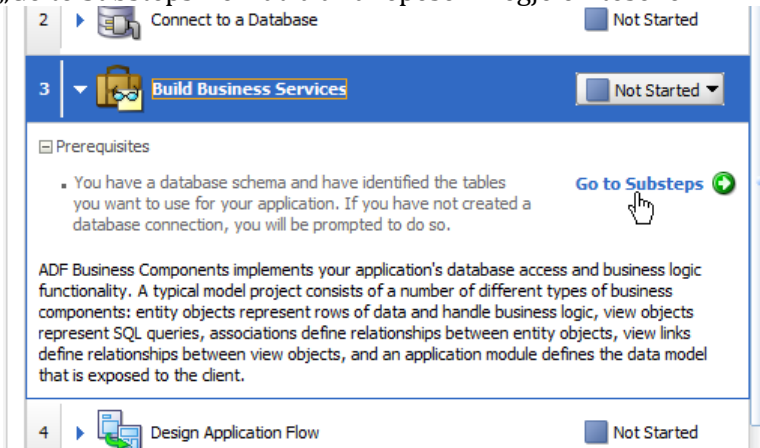 2 Connect to a Database Not Started
3 Build Business Services Not Started
Prerequisites
You have a database schema and have identified the tables
you want to use for your application. If you have not created a
database connection, you will be prompted to do so.
Go to Substeps
ADF Business Components implements your application's database access and business logic
functionality. A typical model project consists of a number of different types of business
components: entity objects represent rows of data and handle business logic, view objects
represent SQL queries, associations define relationships between entity objects, view links
define relationships between view objects, and an application module defines the data model
that is exposed to the client.
4 Design Application Flow Not Started